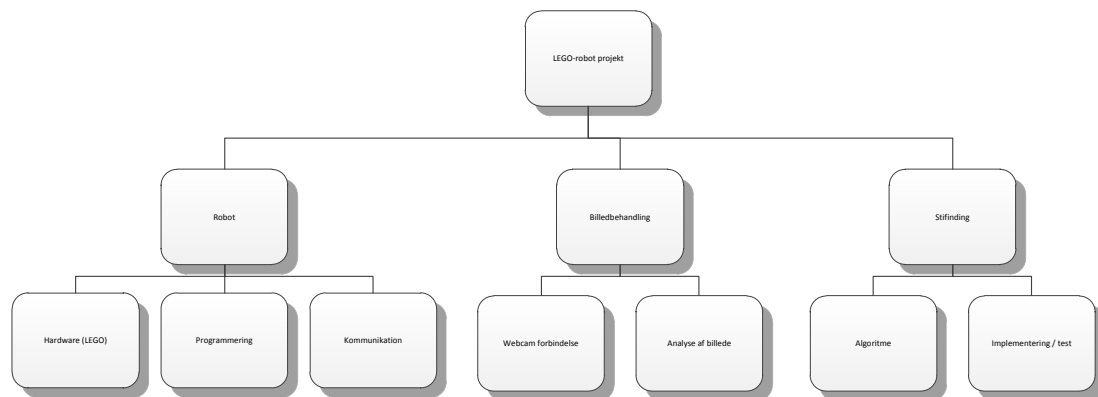 LEGO-robot projekt
Robot
Billedbehandling
Stifinding
Hardware (LEGO)
Programmering
Kommunikation
Webcam forbindelse
Analyse af billede
Algoritme
Implementering / test